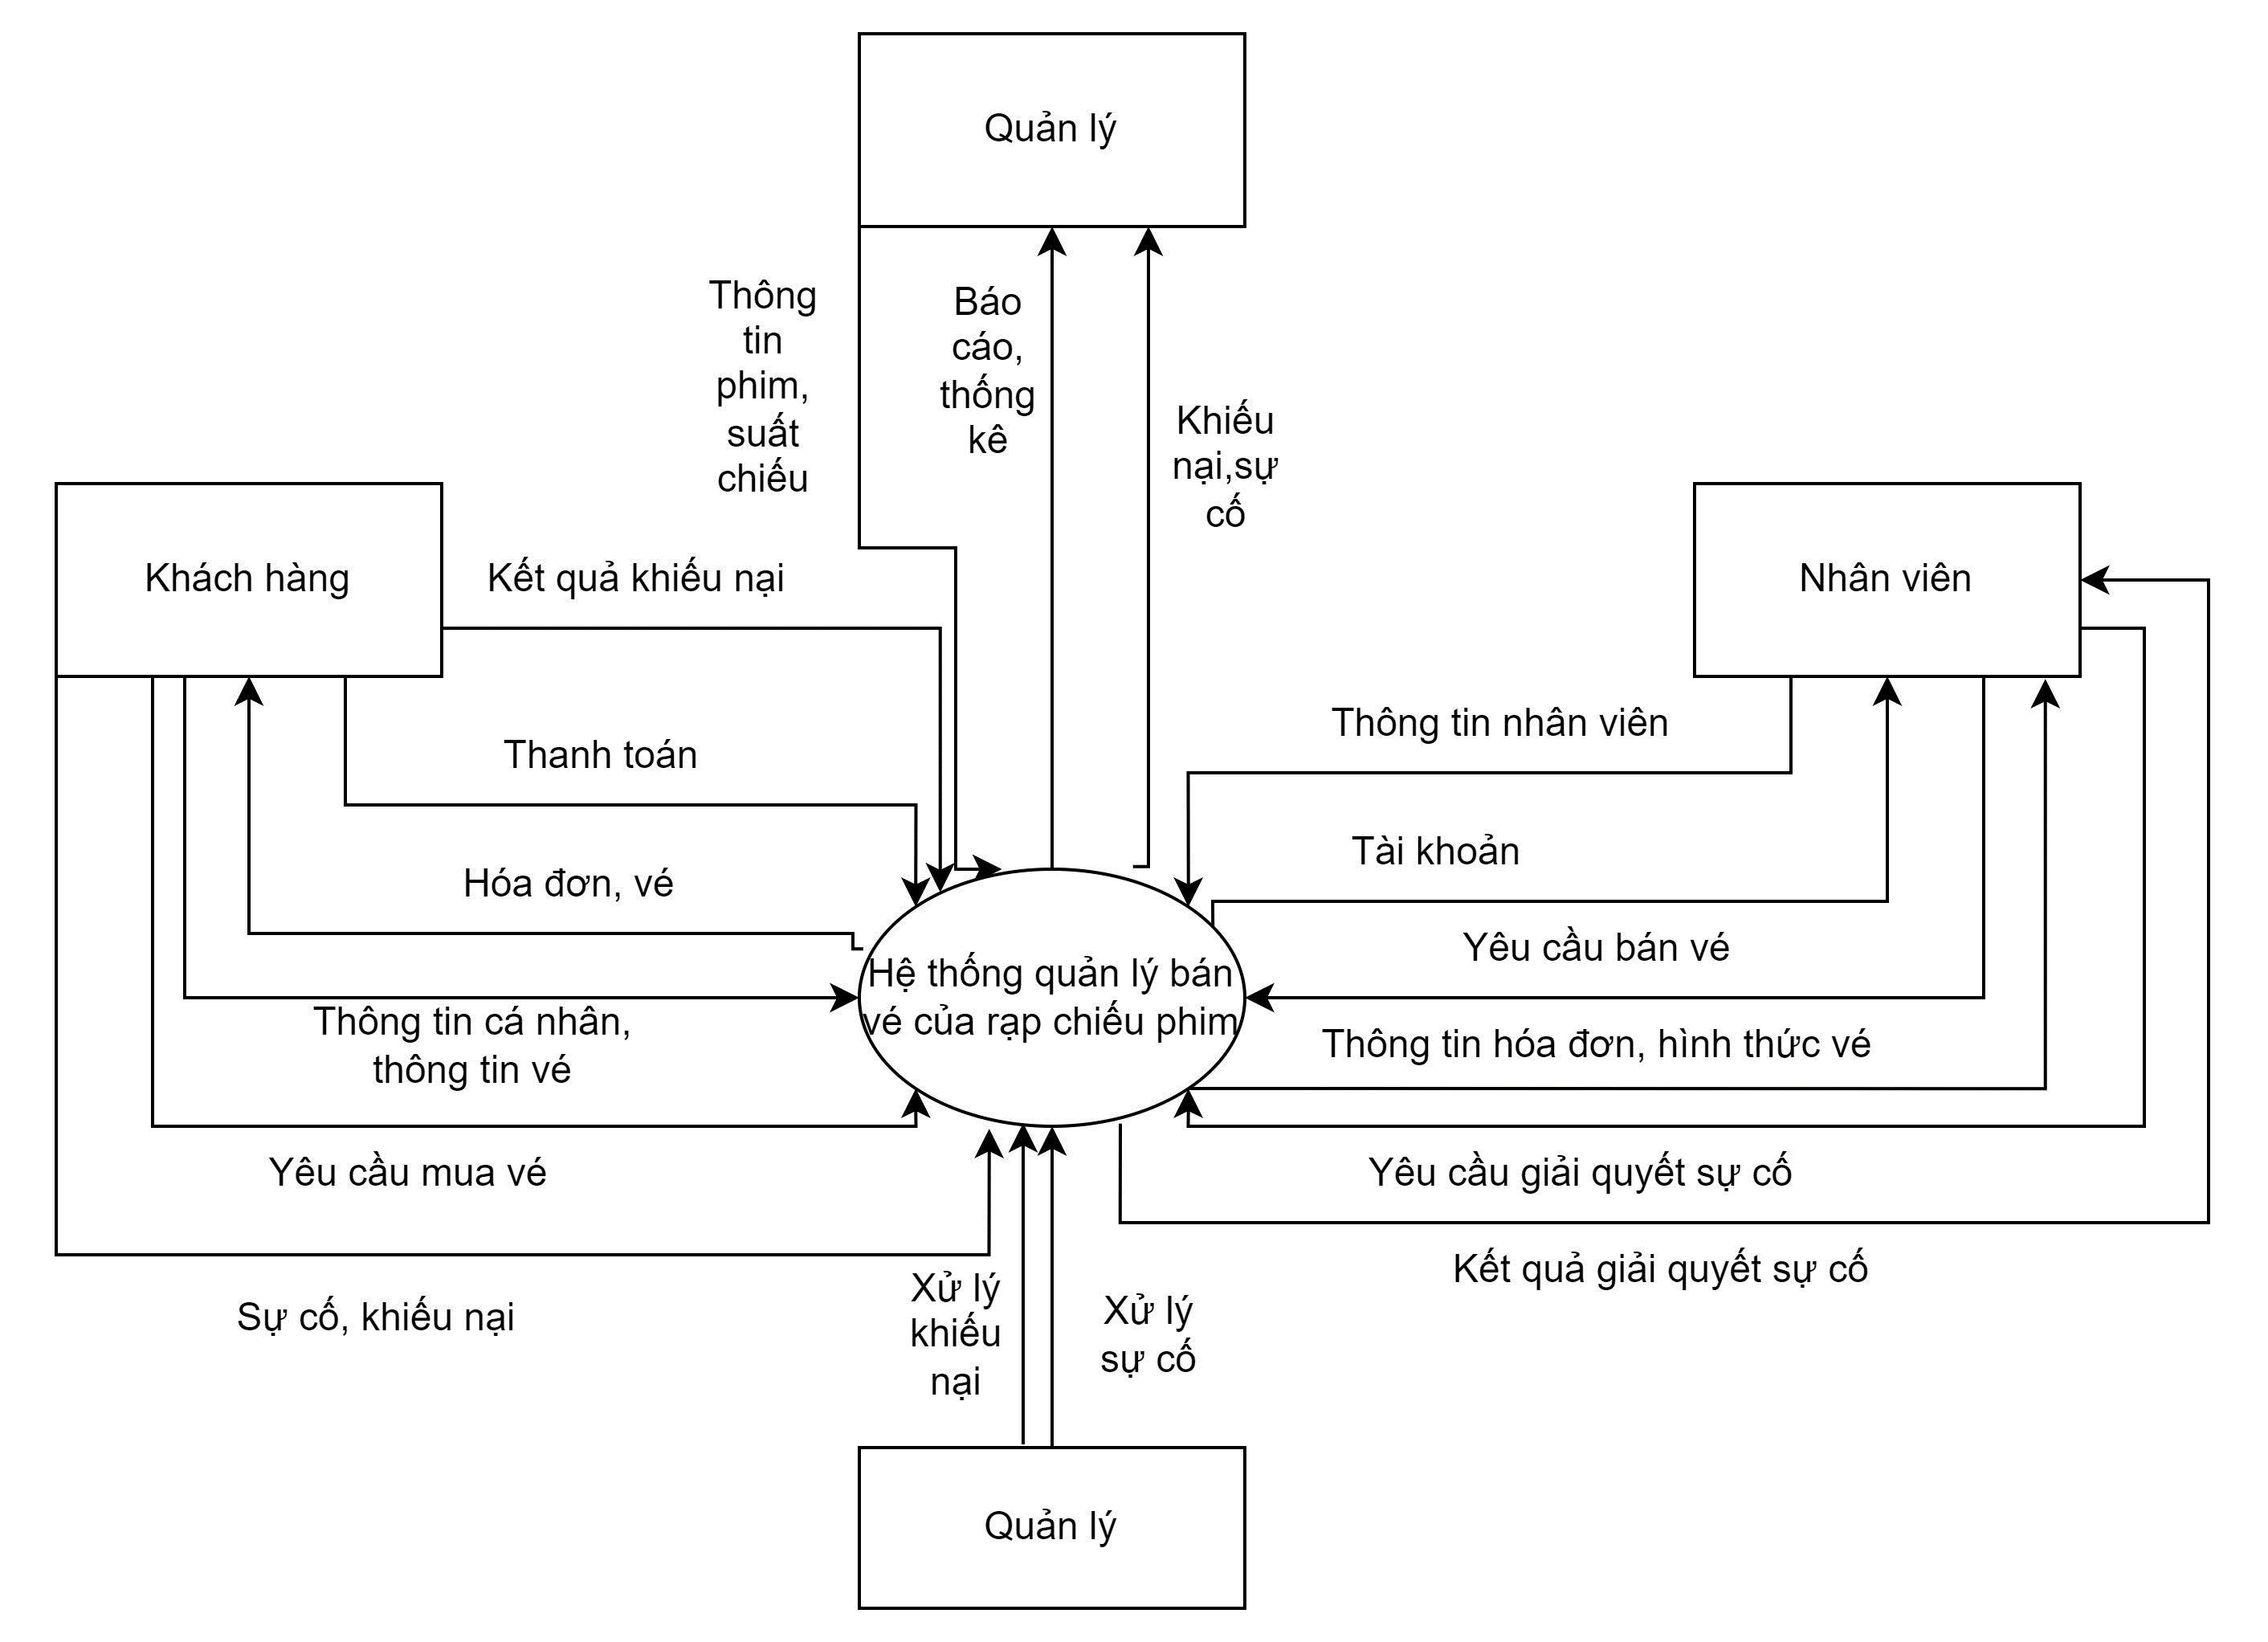 Quản lý
Thông
tin
phim,
suất
chiếu
Báo
cáo,
thống
kê
Khiếu
nại,sự
cố
Khách hàng
Kết quả khiếu nại
Nhân viên
Thông tin nhân viên
Thanh toán
Tài khoản
Hóa đơn, vé
Yêu cầu bán vé
Hệ thống quản lý bán
vé của rạp chiếu phim
Thông tin cá nhân,
thông tin vé
Thông tin hóa đơn, hình thức vé
Yêu cầu mua vé
Yêu cầu giải quyết sự cố
Kết quả giải quyết sự cố
Sự cố, khiếu nại
Xử lý
khiếu
nại
Xử lý
sự cố
Quản lý